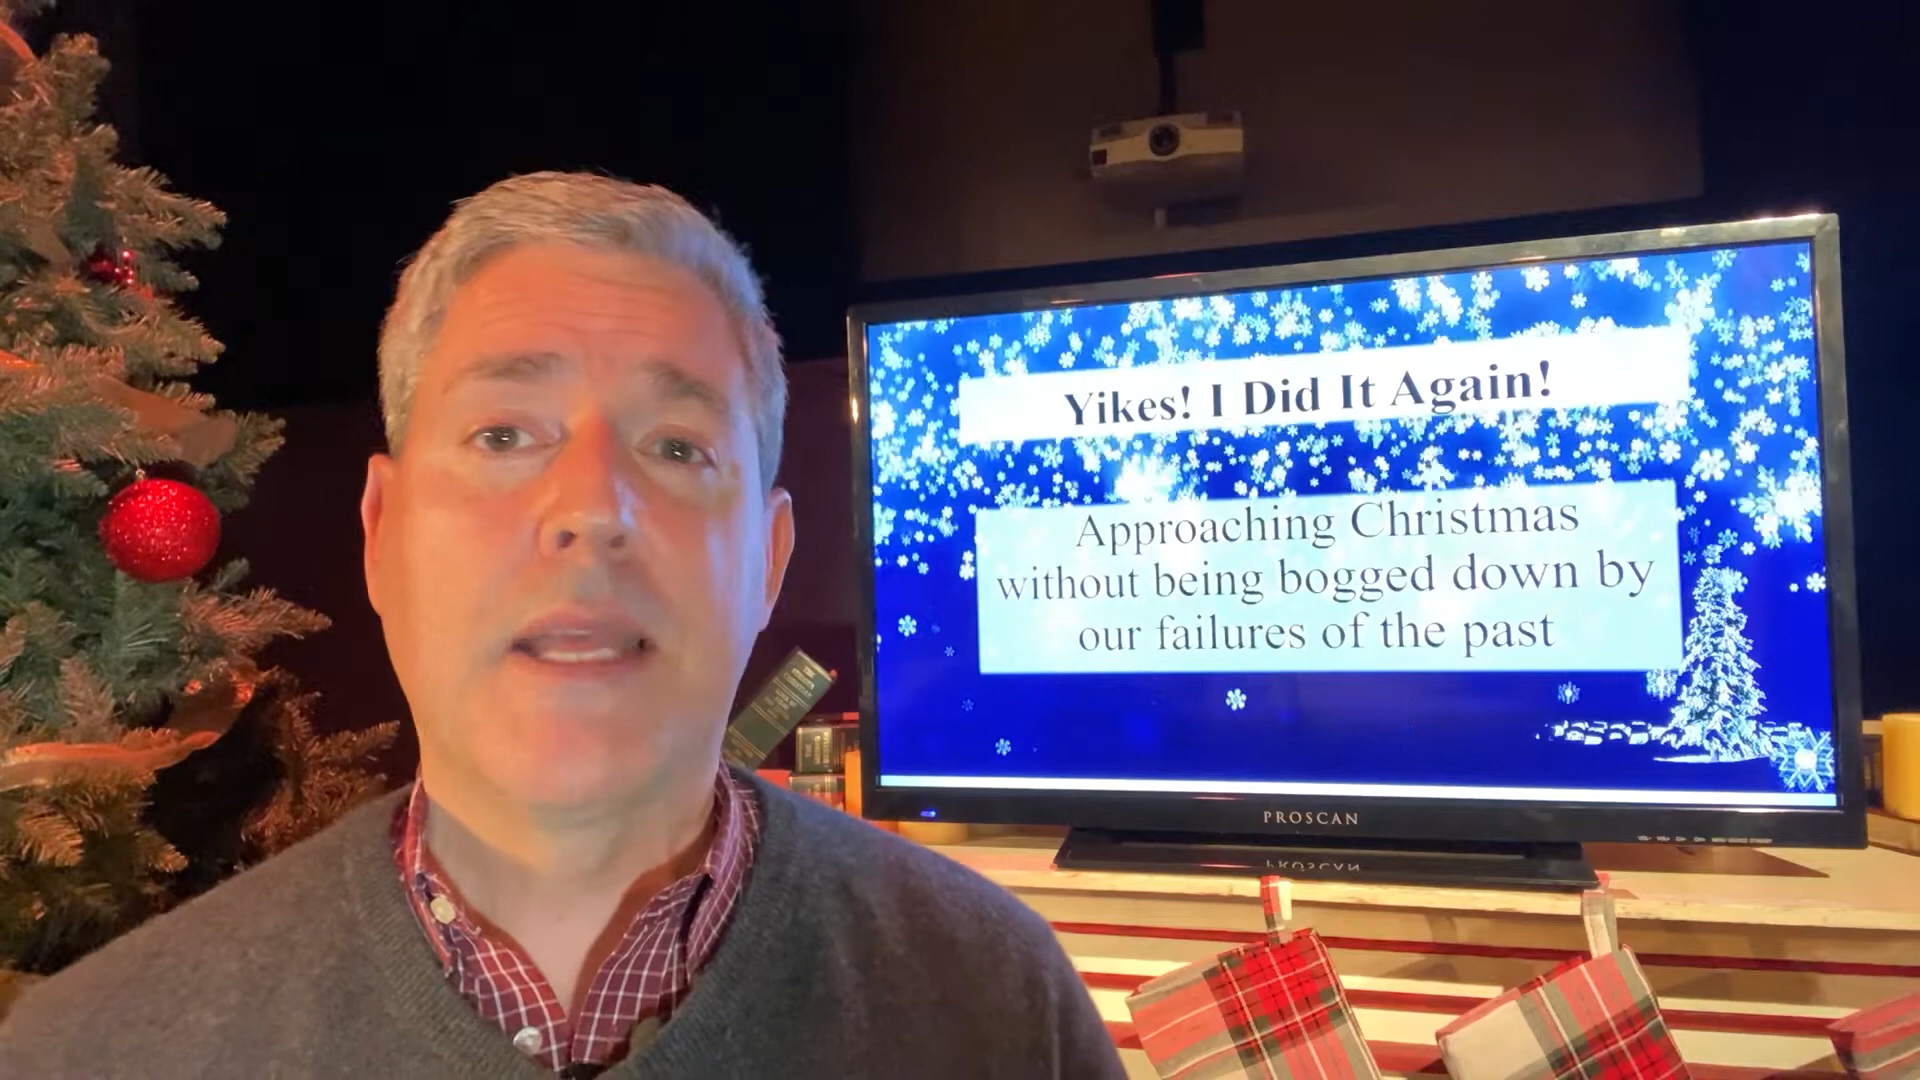 Yikes! I Did It Again!
Approaching Christmas
without being bogged down by
our failures of the past
PROSCAN